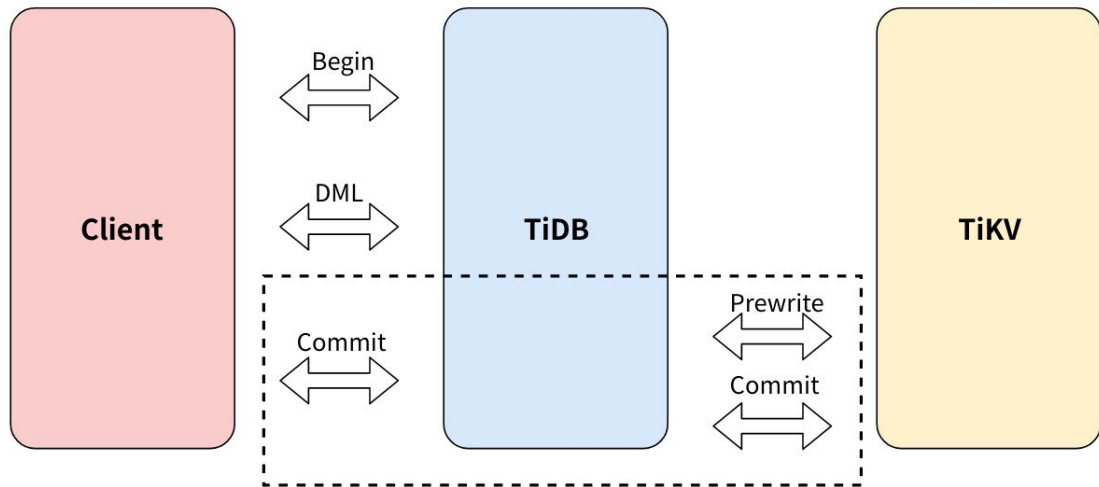 Begin
DML
Client
TiDB
TiKV
Prewrite
Commit
Commit